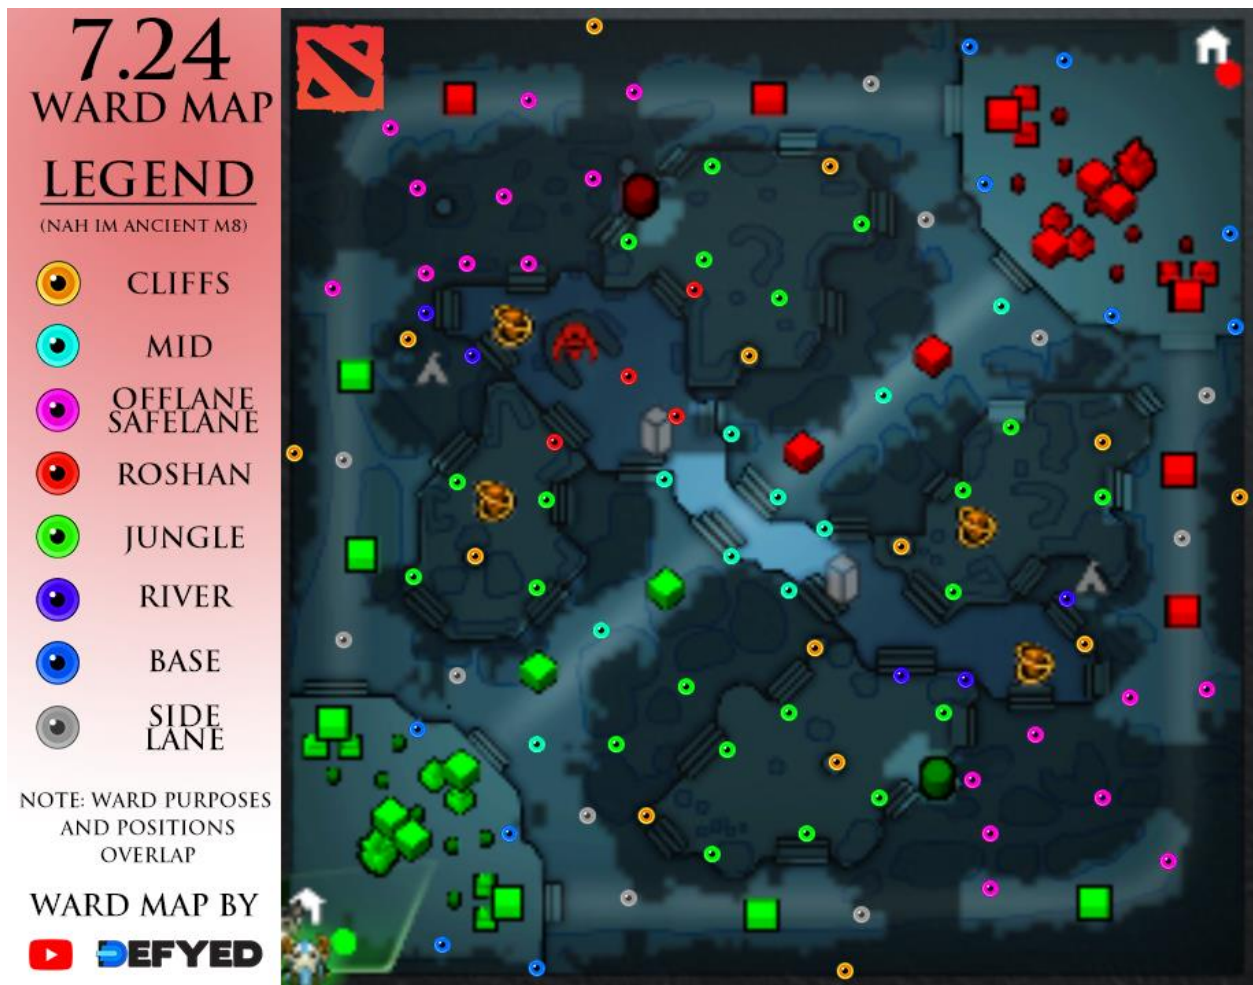 7.24
WARD MAP
LEGEND
(NAH IM ANCIENT M8)
CLIFFS
MID
OFFLANE
SAFELANE
ROSHAN
JUNGLE
RIVER
BASE
SIDE
LANE
NOTE: WARD PURPOSES
AND POSITIONS
OVERLAP
WARD MAP BY
DEFYED